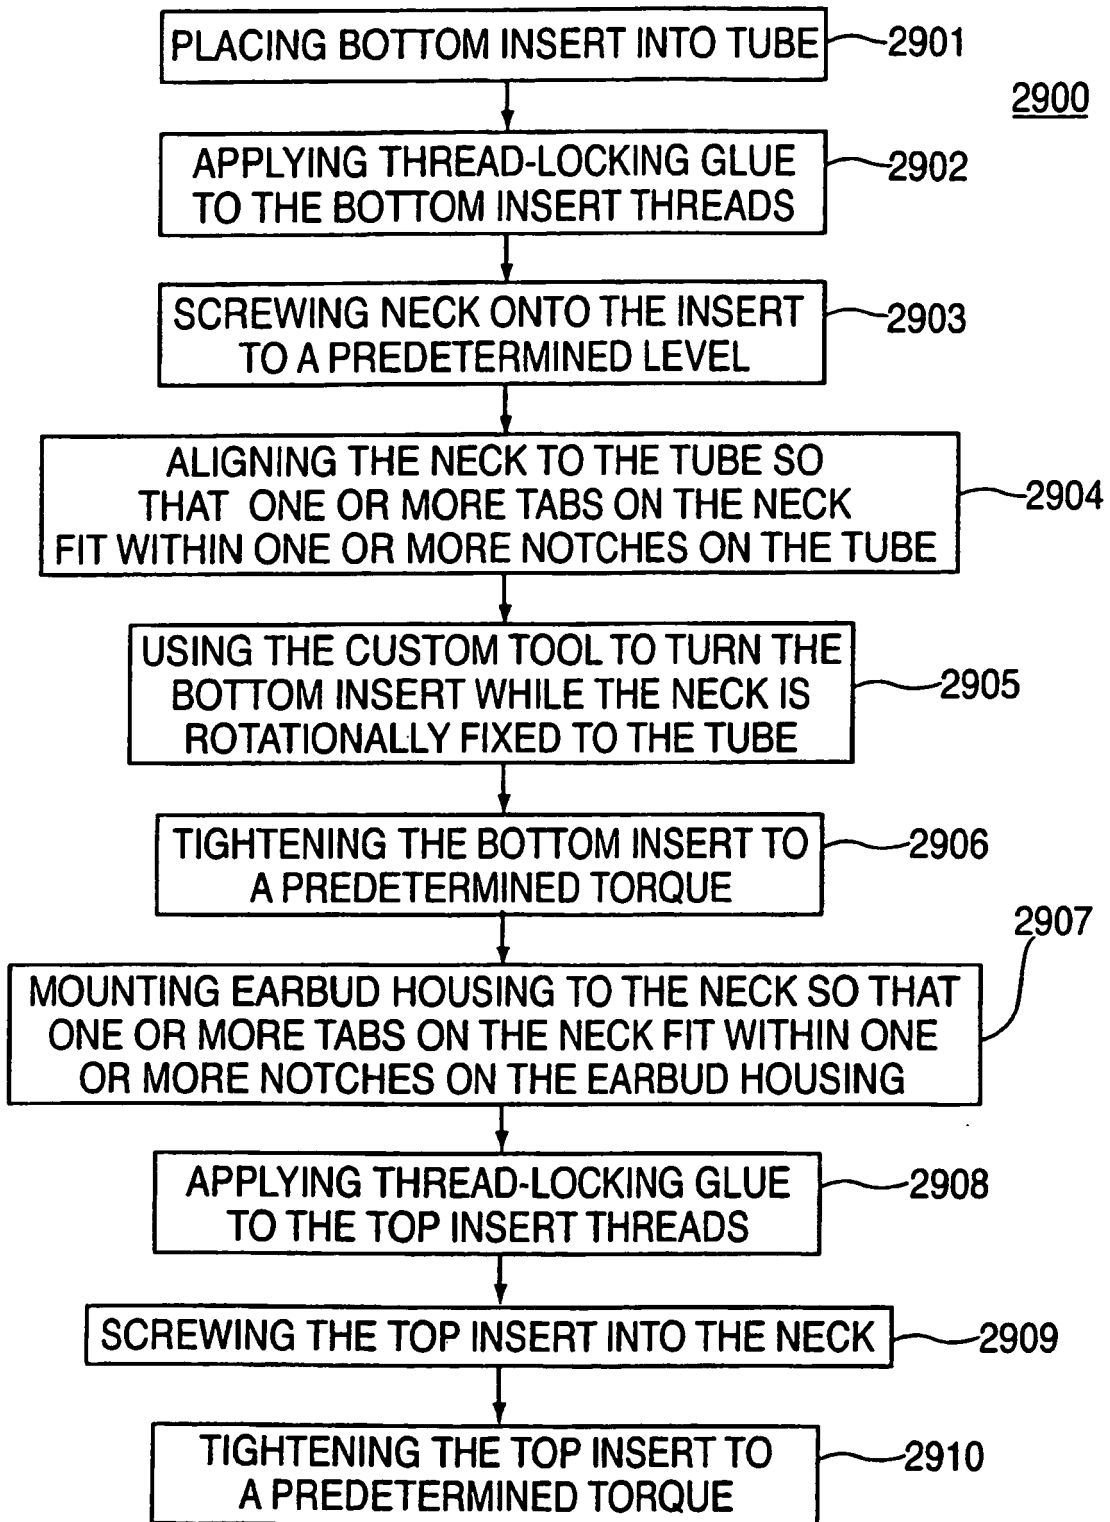 PLACING BOTTOM INSERT INTO TUBE
2901
2900
APPLYING THREAD-LOCKING GLUE
TO THE BOTTOM INSERT THREADS
2902
SCREWING NECK ONTO THE INSERT
TO A PREDETERMINED LEVEL
2903
ALIGNING THE NECK TO THE TUBE SO
THAT ONE OR MORE TABS ON THE NECK
FIT WITHIN ONE OR MORE NOTCHES ON THE TUBE
2904
USING THE CUSTOM TOOL TO TURN THE
BOTTOM INSERT WHILE THE NECK IS
ROTATIONALLY FIXED TO THE TUBE
2905
TIGHTENING THE BOTTOM INSERT TO
A PREDETERMINED TORQUE
2906
2907
MOUNTING EARBUD HOUSING TO THE NECK SO THAT
ONE OR MORE TABS ON THE NECK FIT WITHIN ONE
OR MORE NOTCHES ON THE EARBUD HOUSING
APPLYING THREAD-LOCKING GLUE
TO THE TOP INSERT THREADS
2908
SCREWING THE TOP INSERT INTO THE NECK
2909
TIGHTENING THE TOP INSERT TO
A PREDETERMINED TORQUE
2910